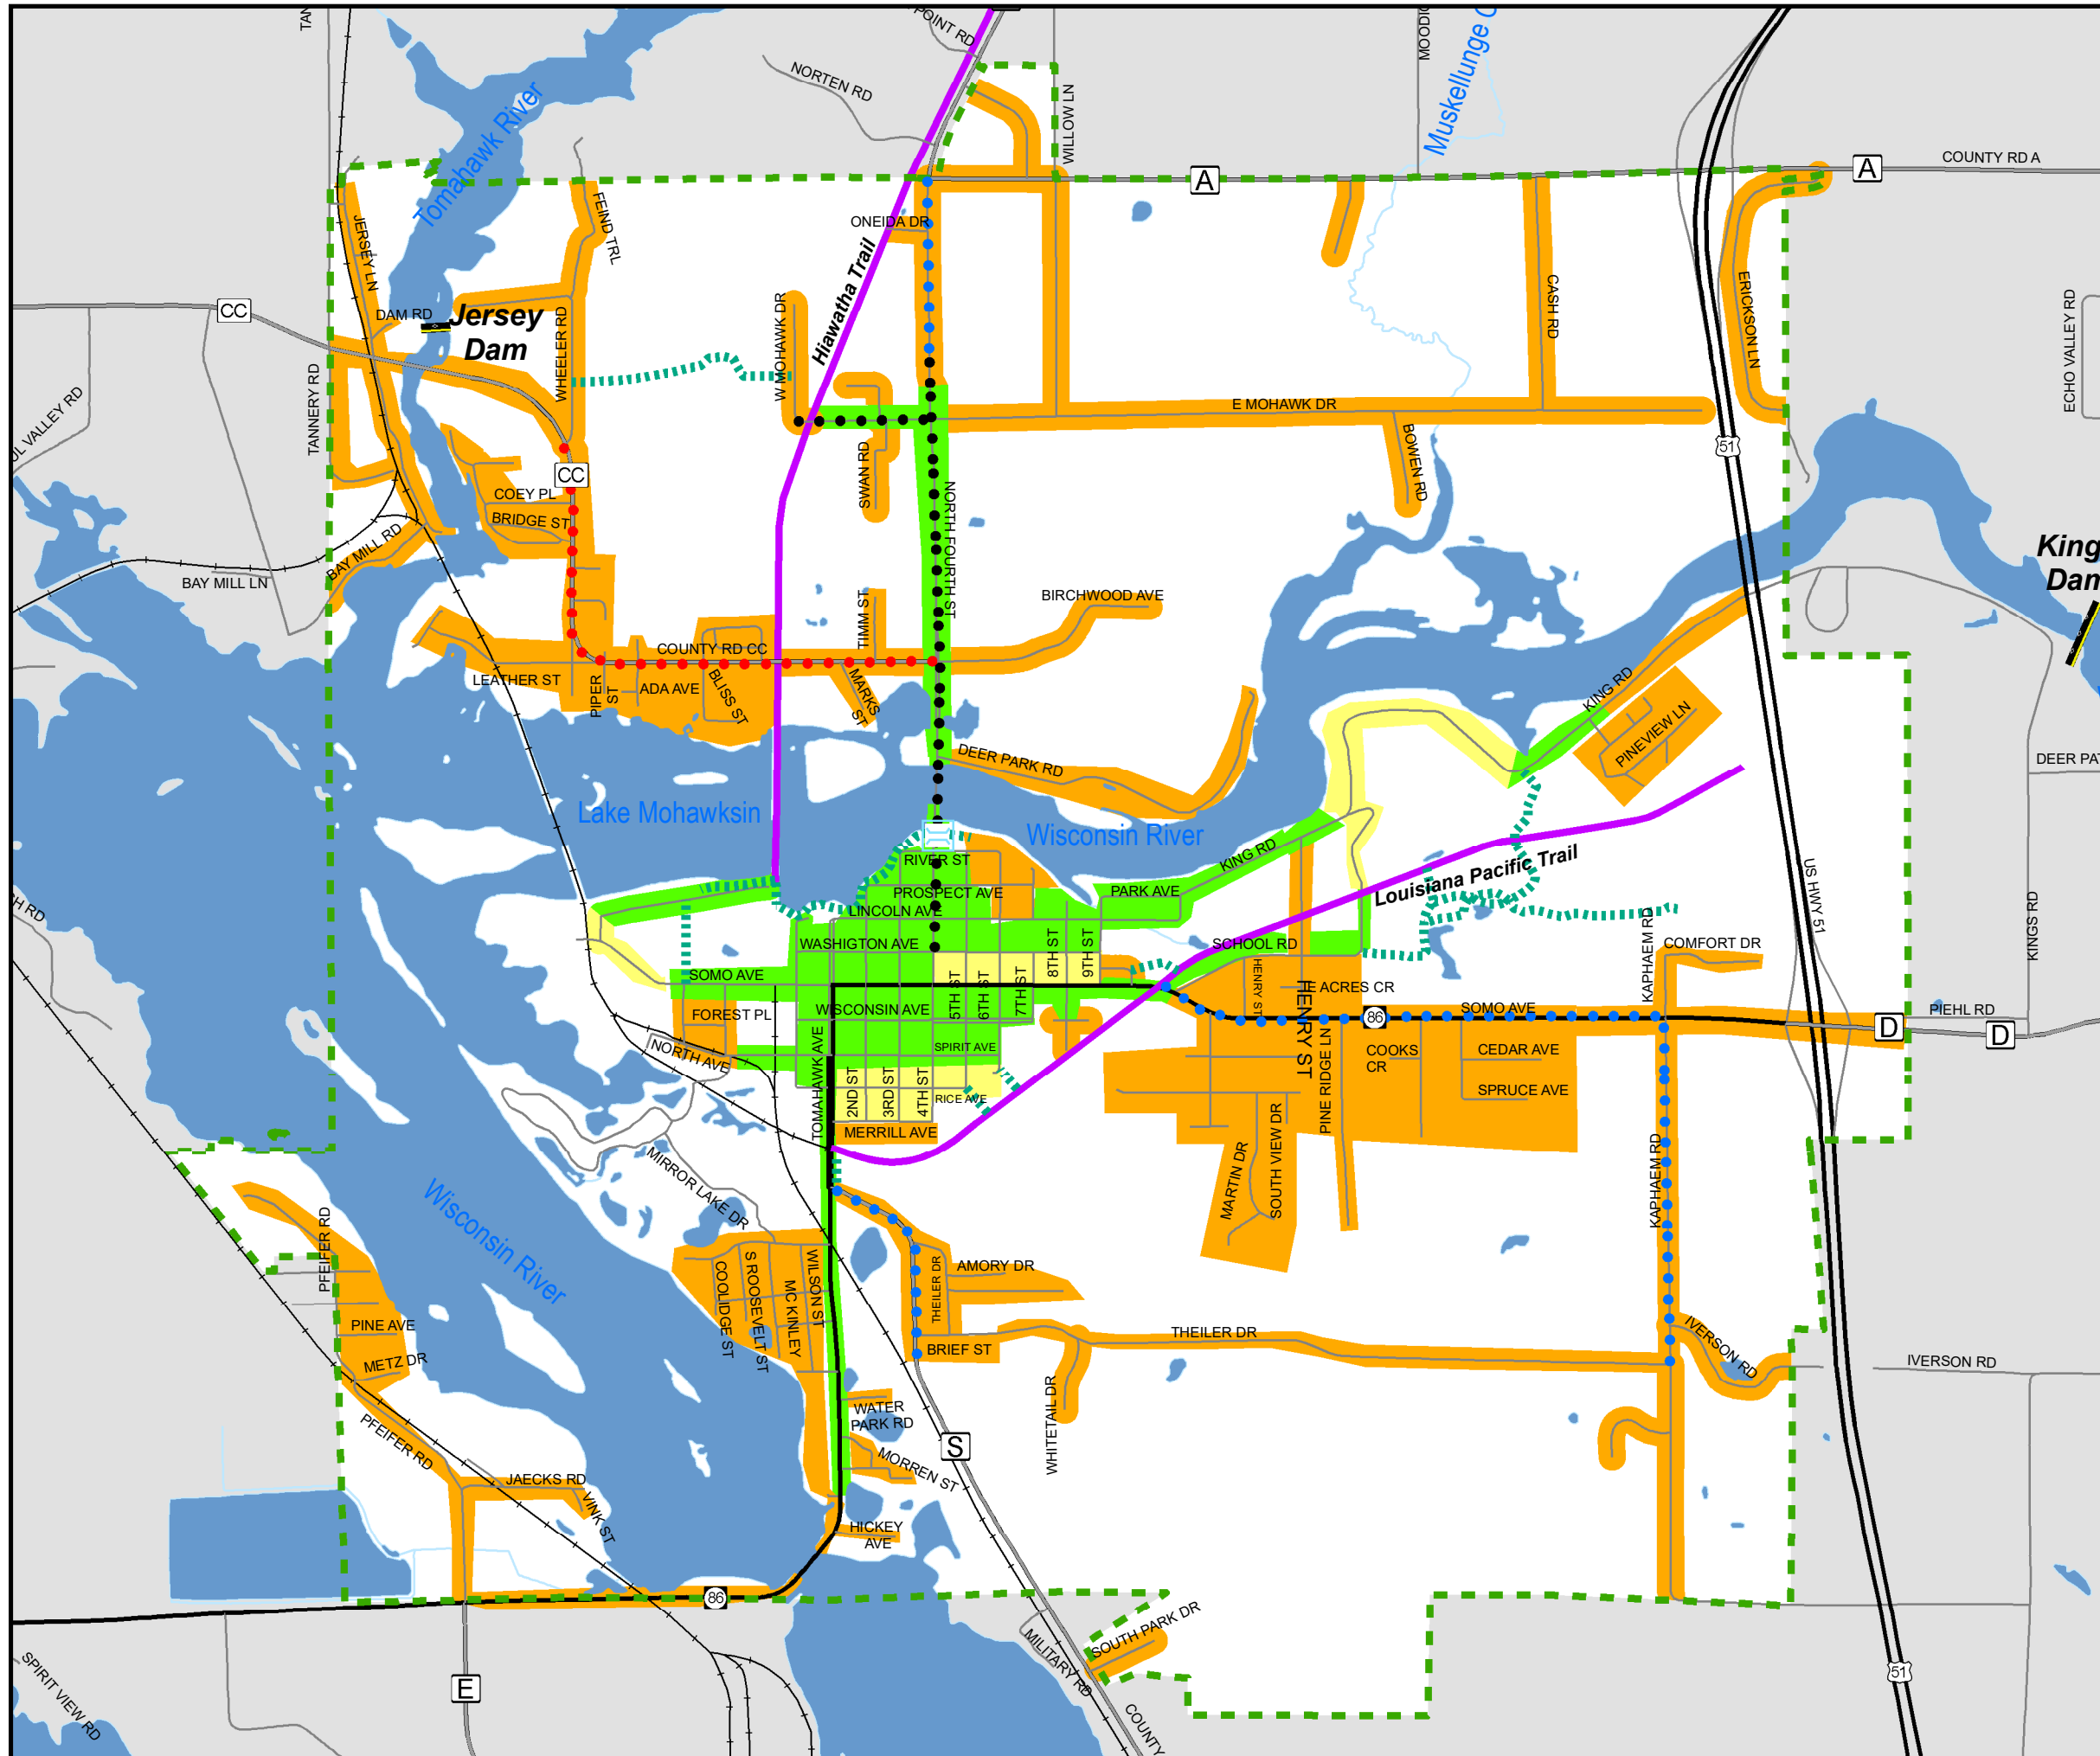 TAN
POINT RD
MOODIC
Muskellunge C
NORTEN RD
WILLOW LN
Tomahawk River
A
A
COUNTY RD A
JERSEY LN
FEIND TRL
ONEIDA DR
Hiawatha Trail
CC
DAM RD
Jersey
Dam
WHEELER RD
W MOHAWK DR
CASH RD
ERICKSON LN
ECHO VALLEY RD
TANNERY RD
UL VALLEY RD
E MOHAWK DR
BOWEN RD
51
SWAN RD
CC
COEY PL
BRIDGE ST
NORTH FOURTH ST
BAY MILL RD
BAY MILL LN
King
Dam
TIMM ST
BIRCHWOOD AVE
COUNTY RD CC
LEATHER ST
PIPER
ST
ADA AVE
BLISS ST
MARKS
ST
KING RD
PINEVIEW LN
DEER PARK RD
DEER PAT
Lake Mohawksin
Wisconsin River
RIVER ST
KING RD
Louisiana Pacific Trail
US HWY 51
PROSPECT AVE
PARK AVE
LINCOLN AVE
H RD
KINGS RD
WASHIGTON AVE
8TH ST
9TH ST
SCHOOL RD
KAPHAEM RD
COMFORT DR
SOMO AVE
5TH ST
6TH ST
7TH ST
HENRY ST
HENRY ST
E ACRES CR
FOREST PL
WISCONSIN AVE
86
SOMO AVE
PIEHL RD
D
D
NORTH AVE
TOMAHAWK AVE
SPIRIT AVE
PINE RIDGE LN
COOKS
CR
CEDAR AVE
SPRUCE AVE
2ND ST
3RD ST
4TH ST
RICE AVE
MERRILL AVE
MIRROR LAKE DR
MARTIN DR
SOUTH VIEW DR
KAPHAEM RD
Wisconsin River
PFEIFER RD
COOLIDGE ST
S ROOSEVELT ST
MC KINLEY
WILSON ST
THEILER DR
AMORY DR
PINE AVE
METZ DR
BRIEF ST
THEILER DR
IVERSON RD
IVERSON RD
WHITETAIL DR
WATER
PARK RD
PFEIFER RD
S
MORREN ST
JAECKS RD
VINK ST
HICKEY
AVE
86
SOUTH PARK DR
MILITARY RD
SPIRIT VIEW RD
E
51
COUNTY